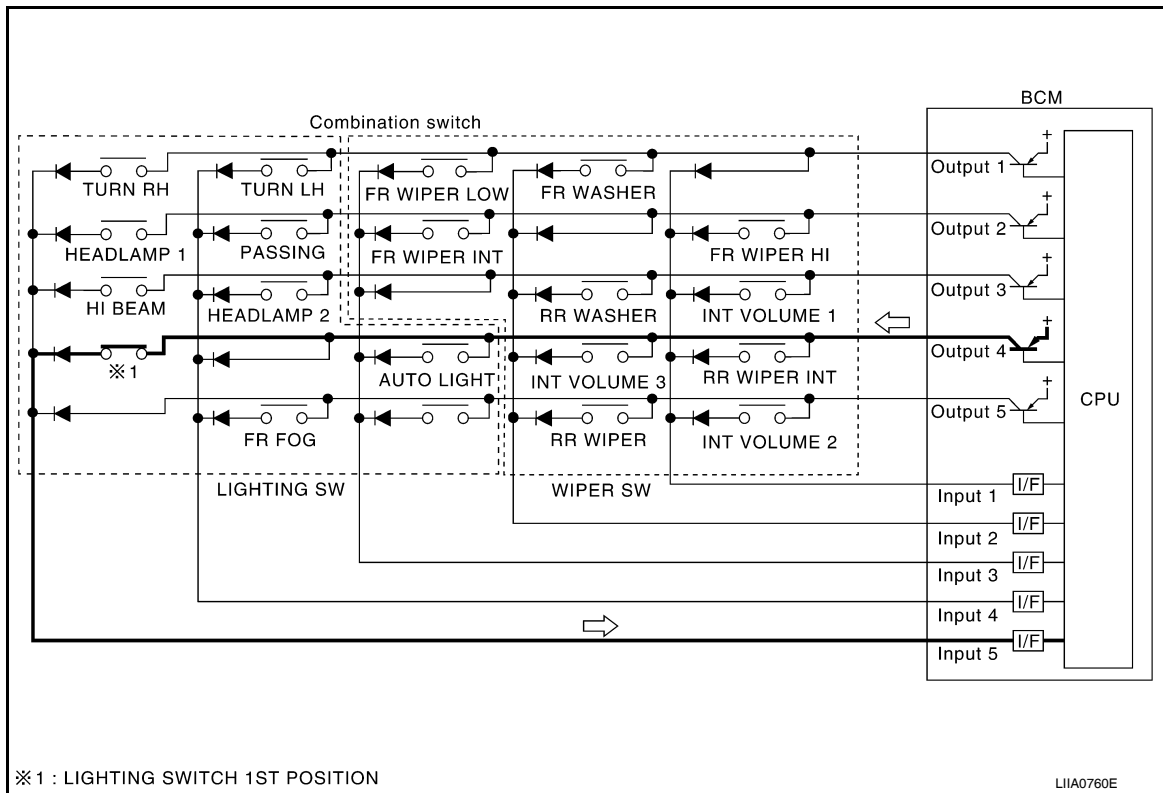 BCM
Combination switch
Output 1
TURN RH
TURN LH
FR WIPER LOW
FR WASHER
Output 2
HEADLAMP 1
PASSING
FR WIPER INT
FR WIPER HI
Output 3
HI BEAM
HEADLAMP 2
RR WASHER
INT VOLUME 1
Output 4
※1
AUTO LIGHT
INT VOLUME 3
RR WIPER INT
CPU
Output 5
FR FOG
RR WIPER
INT VOLUME 2
LIGHTING SW
WIPER SW
Input 1
I/F
Input 2
I/F
Input 3
I/F
Input 4
I/F
Input 5
I/F
※1 : LIGHTING SWITCH 1ST POSITION
LIIA0760E